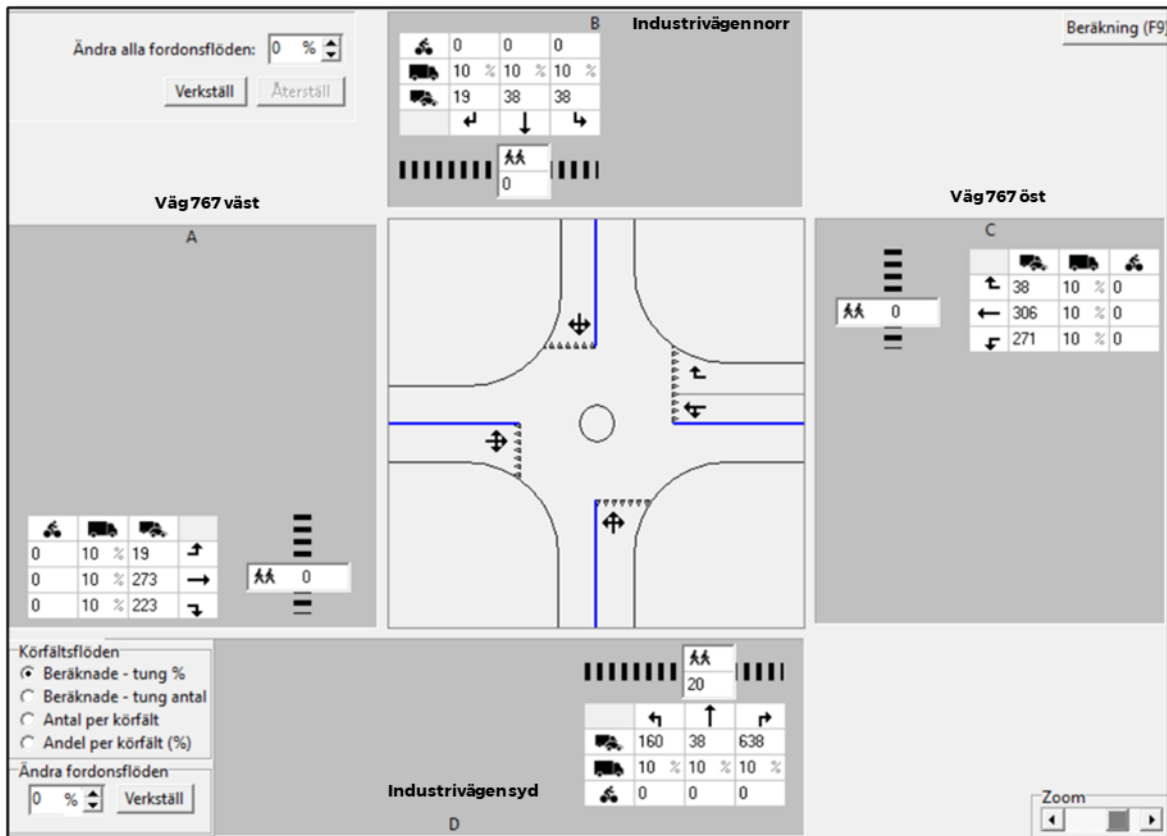 B
Industrivägen norr
Beräkning (F9)
Ändra alla fordonsflöden: 0 %
Verkställ Återställ
0 0 0
10 % 10 % 10 %
19 38 38
0
Väg 767 väst
Väg 767 öst
A
C
38 10 % 0
306 10 % 0
271 10 % 0
0
0 10 % 19
0 10 % 273
0 10 % 223
0
Körfältsflöden
Beräknade - tung %
Beräknade - tung antal
Antal per körfält
Andel per körfält (%)
Ändra fordonsflöden
0 % Verkställ
20
160 38 638
10 % 10 % 10 %
0 0 0
Industrivägen syd
D
Zoom